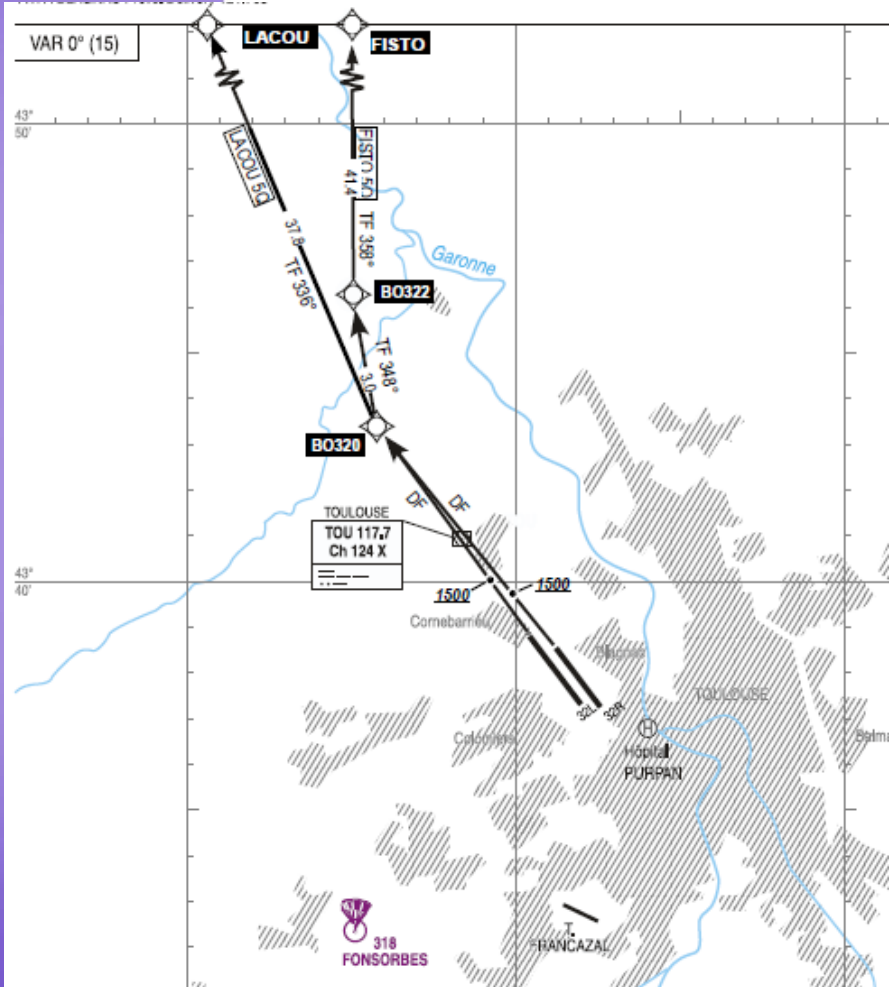 VAR 0° (15)
LACOU
FISTO
43°
50'
LACOU 5Q
FISTO 5Q
41.4
37.8
TF 358°
TF 336°
Garonne
BO322
TF 348°
3.0
BO320
DF
DF
TOULOUSE
TOU 117.7
Ch 124 X
43°
40'
1500
1500
Cornebarrieu
Blagnac
TOULOUSE
32L
32R
Colomiers
H
Balma
Hôpital
PURPAN
T.
FRANCAZAL
318
FONSORBES